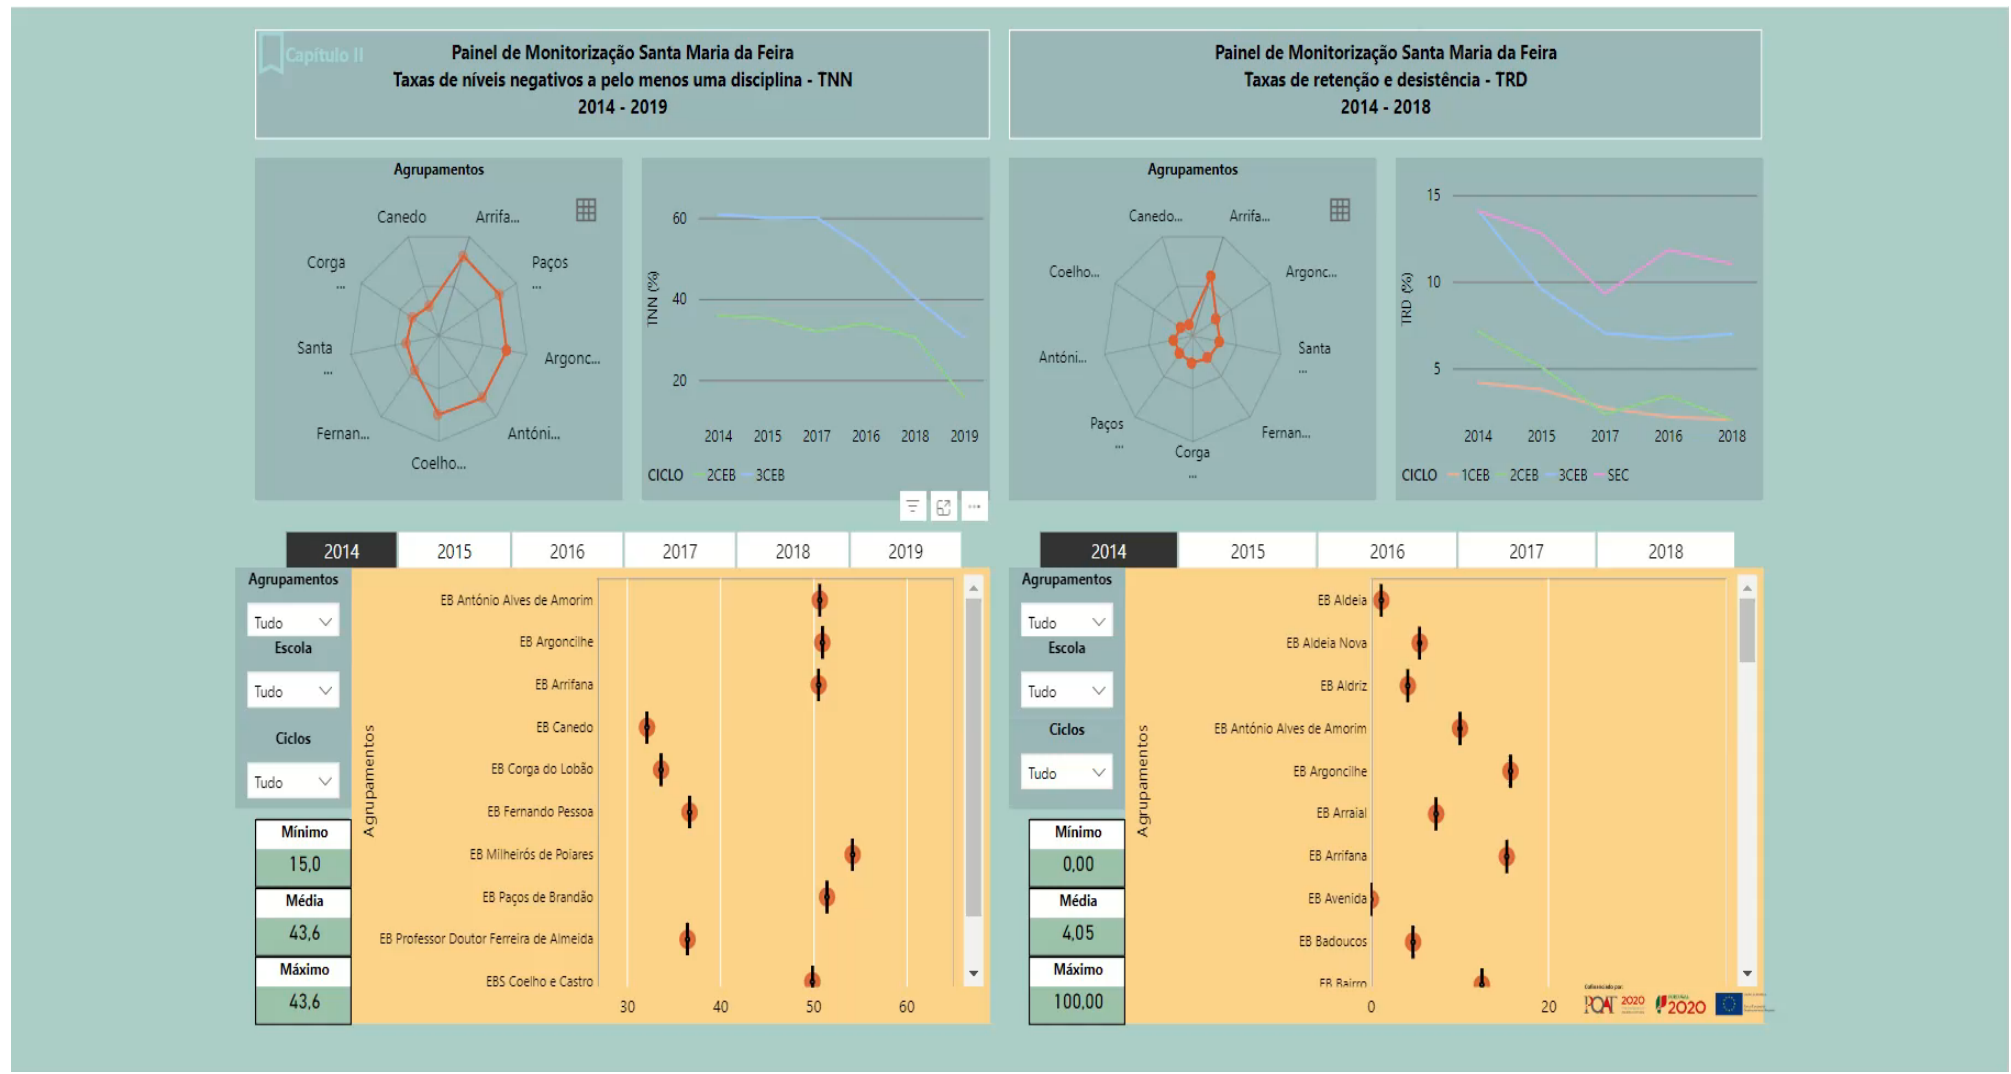 Capítulo II
Painel de Monitorização Santa Maria da Feira
Taxas de níveis negativos a pelo menos uma disciplina - TNN
2014 - 2019
Painel de Monitorização Santa Maria da Feira
Taxas de retenção e desistência - TRD
2014 - 2018
Agrupamentos
Canedo
Arrifa...
Corga
...
Paços
...
Santa
...
Argonc...
Fernan...
Antóni...
Coelho...
TNN (%)
60
40
20
2014 2015 2017 2016 2018 2019
CICLO 2CEB 3CEB
Agrupamentos
Canedo...
Arrifa...
Coelho...
Argonc...
Antóni...
Santa
...
Paços
...
Fernan...
Corga
...
TRD (%)
15
10
5
2014 2015 2017 2016 2018
CICLO 1CEB 2CEB 3CEB SEC
2014 2015 2016 2017 2018 2019
Agrupamentos
Tudo
Escola
Tudo
Ciclos
Tudo
Mínimo
15,0
Média
43,6
Máximo
43,6
Agrupamentos
EB António Alves de Amorim
EB Argoncilhe
EB Arrifana
EB Canedo
EB Corga do Lobão
EB Fernando Pessoa
EB Milheirós de Poiares
EB Paços de Brandão
EB Professor Doutor Ferreira de Almeida
EBS Coelho e Castro
30 40 50 60
2014 2015 2016 2017 2018
Agrupamentos
Tudo
Escola
Tudo
Ciclos
Tudo
Mínimo
0,00
Média
4,05
Máximo
100,00
Agrupamentos
EB Aldeia
EB Aldeia Nova
EB Aldriz
EB António Alves de Amorim
EB Argoncilhe
EB Arraial
EB Arrifana
EB Avenida
EB Badoucos
EB Bairro
0 20
Cofinanciado por:
POAT 2020
PORTUGAL
2020